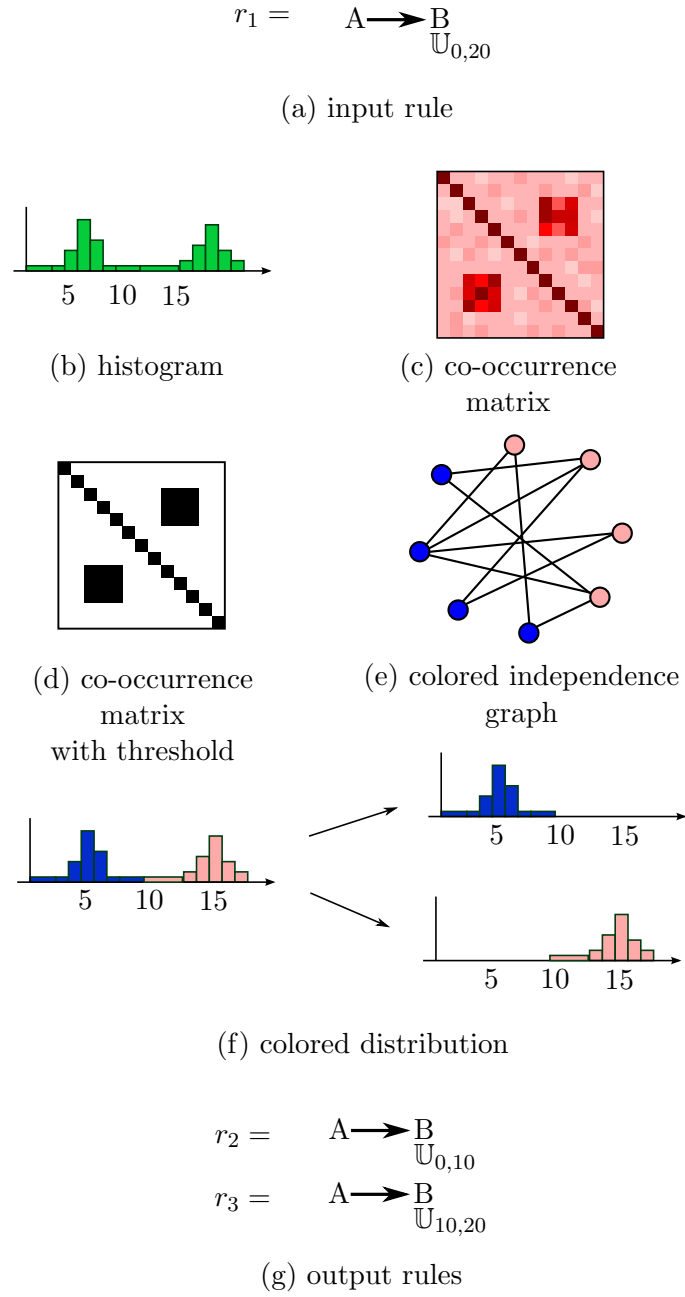 r₁ = A B
𝕌₀,₂₀
(a) input rule
5 10 15
(b) histogram
(c) co-occurrence
matrix
(d) co-occurrence
matrix
with threshold
(e) colored independence
graph
5 10 15
5 10 15
5 10 15
(f) colored distribution
r₂ = A B
𝕌₀,₁₀
r₃ = A B
𝕌₁₀,₂₀
(g) output rules